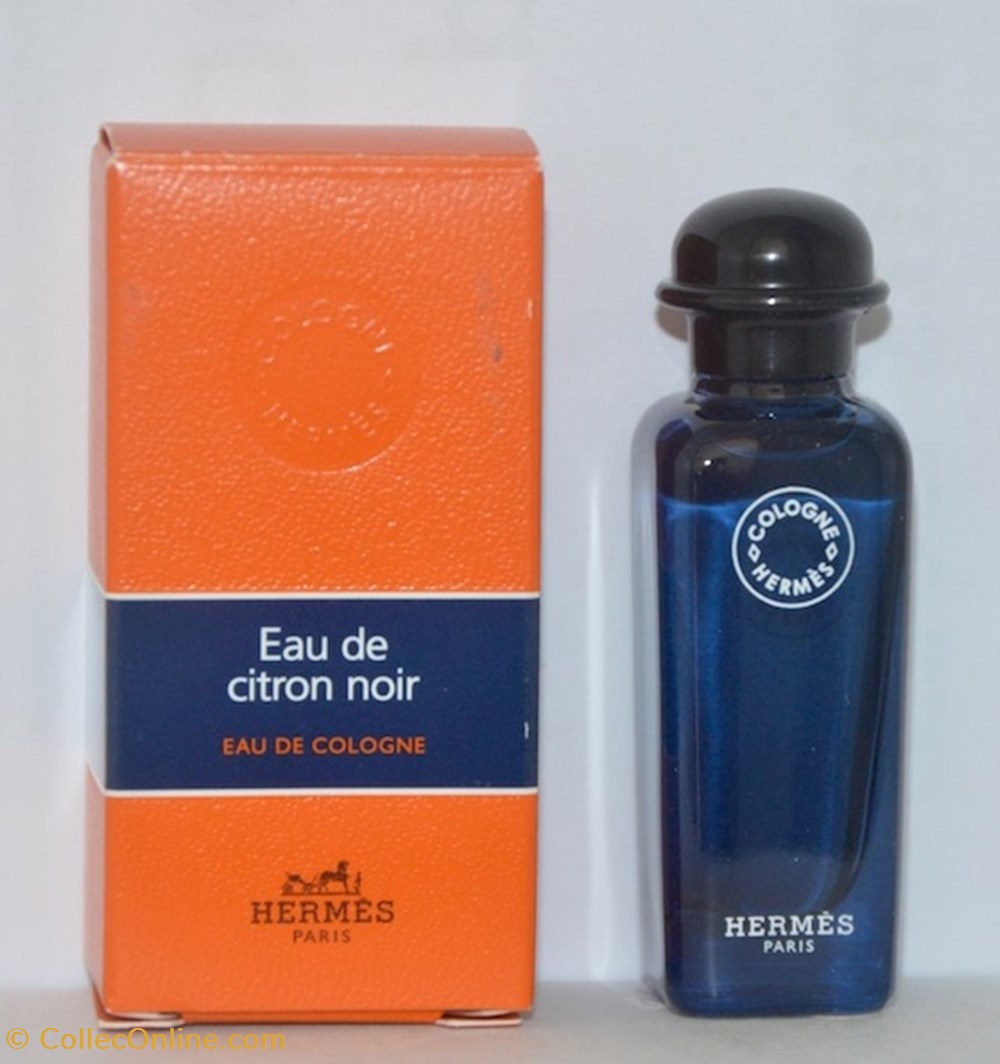 COLOGNE
HERMÈS
Eau de
citron noir
EAU DE COLOGNE
HERMÈS
PARIS
COLOGNE
HERMÈS
HERMÈS
PARIS
© CollecOnline.com